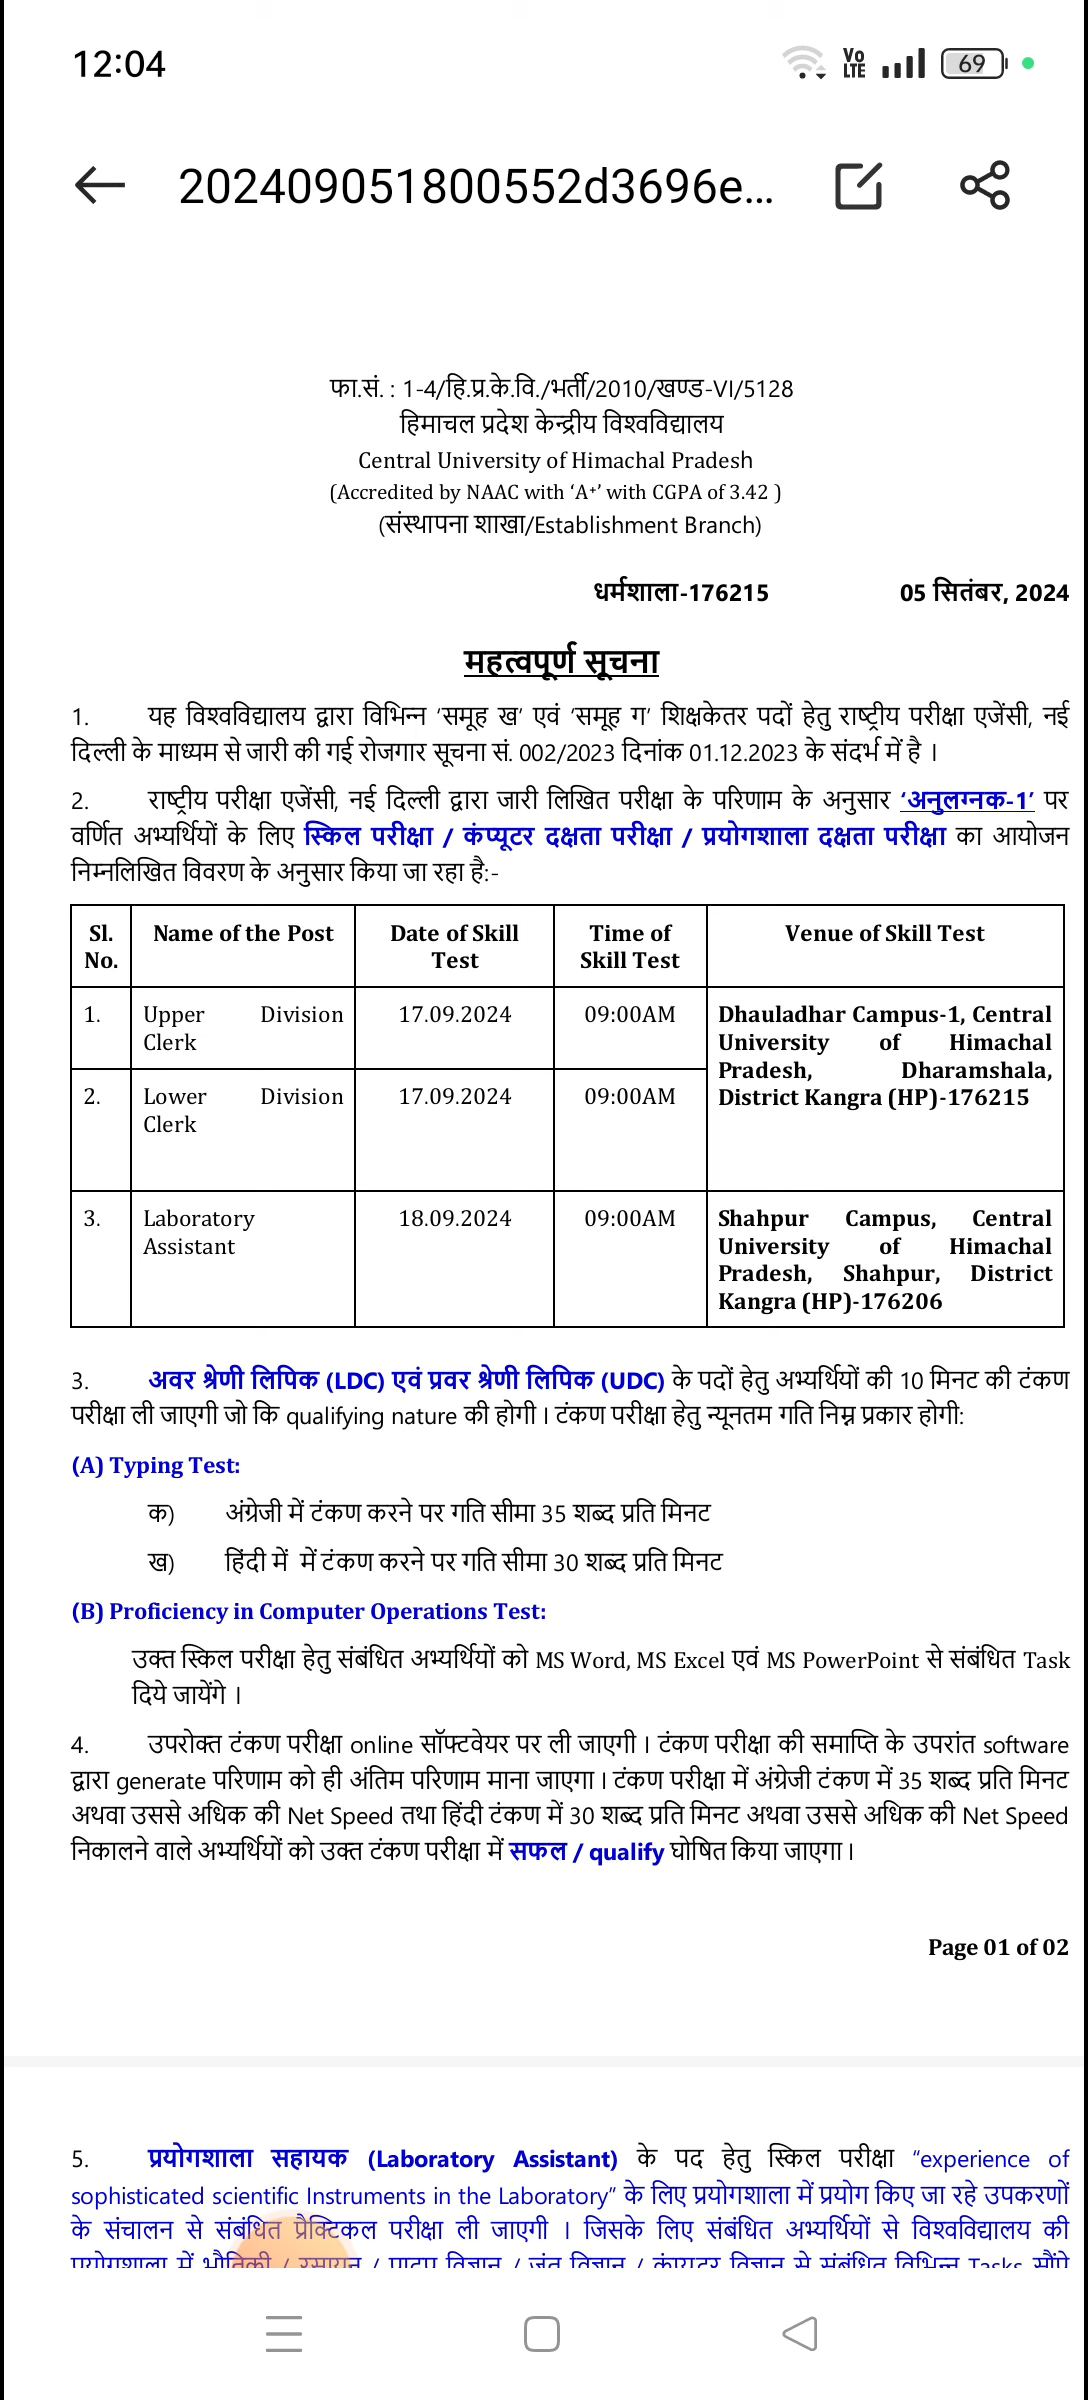 12:04
Vo LTE 69
202409051800552d3696e...
फा.सं. : 1-4/हि.प्र.के.वि./भर्ती/2010/खण्ड-VI/5128
हिमाचल प्रदेश केन्द्रीय विश्वविद्यालय
Central University of Himachal Pradesh
(Accredited by NAAC with ‘A+’ with CGPA of 3.42 )
(संस्थापना शाखा/Establishment Branch)
धर्मशाला-176215 05 सितंबर, 2024
महत्वपूर्ण सूचना
1. यह विश्वविद्यालय द्वारा विभिन्न ‘समूह ख’ एवं ‘समूह ग’ शिक्षकेतर पदों हेतु राष्ट्रीय परीक्षा एजेंसी, नई
दिल्ली के माध्यम से जारी की गई रोजगार सूचना सं. 002/2023 दिनांक 01.12.2023 के संदर्भ में है ।
2. राष्ट्रीय परीक्षा एजेंसी, नई दिल्ली द्वारा जारी लिखित परीक्षा के परिणाम के अनुसार ‘अनुलग्नक-1’ पर
वर्णित अभ्यर्थियों के लिए स्किल परीक्षा / कंप्यूटर दक्षता परीक्षा / प्रयोगशाला दक्षता परीक्षा का आयोजन
निम्नलिखित विवरण के अनुसार किया जा रहा है:-
Sl. No. Name of the Post Date of Skill Test Time of Skill Test Venue of Skill Test
1. Upper Division Clerk 17.09.2024 09:00AM Dhauladhar Campus-1, Central
University of Himachal
Pradesh, Dharamshala,
District Kangra (HP)-176215
2. Lower Division Clerk 17.09.2024 09:00AM
3. Laboratory Assistant 18.09.2024 09:00AM Shahpur Campus, Central
University of Himachal
Pradesh, Shahpur, District
Kangra (HP)-176206
3. अवर श्रेणी लिपिक (LDC) एवं प्रवर श्रेणी लिपिक (UDC) के पदों हेतु अभ्यर्थियों की 10 मिनट की टंकण
परीक्षा ली जाएगी जो कि qualifying nature की होगी । टंकण परीक्षा हेतु न्यूनतम गति निम्न प्रकार होगी:
(A) Typing Test:
क) अंग्रेजी में टंकण करने पर गति सीमा 35 शब्द प्रति मिनट
ख) हिंदी में में टंकण करने पर गति सीमा 30 शब्द प्रति मिनट
(B) Proficiency in Computer Operations Test:
उक्त स्किल परीक्षा हेतु संबंधित अभ्यर्थियों को MS Word, MS Excel एवं MS PowerPoint से संबंधित Task
दिये जायेंगे ।
4. उपरोक्त टंकण परीक्षा online सॉफ्टवेयर पर ली जाएगी । टंकण परीक्षा की समाप्ति के उपरांत software
द्वारा generate परिणाम को ही अंतिम परिणाम माना जाएगा । टंकण परीक्षा में अंग्रेजी टंकण में 35 शब्द प्रति मिनट
अथवा उससे अधिक की Net Speed तथा हिंदी टंकण में 30 शब्द प्रति मिनट अथवा उससे अधिक की Net Speed
निकालने वाले अभ्यर्थियों को उक्त टंकण परीक्षा में सफल / qualify घोषित किया जाएगा ।
Page 01 of 02
5. प्रयोगशाला सहायक (Laboratory Assistant) के पद हेतु स्किल परीक्षा “experience of
sophisticated scientific Instruments in the Laboratory” के लिए प्रयोगशाला में प्रयोग किए जा रहे उपकरणों
के संचालन से संबंधित प्रैक्टिकल परीक्षा ली जाएगी । जिसके लिए संबंधित अभ्यर्थियों से विश्वविद्यालय की
प्रयोगशाला में भौतिकी / रसायन / पादप विज्ञान / जंतु विज्ञान / कंप्यूटर विज्ञान से संबंधित विभिन्न Tasks सौंपे